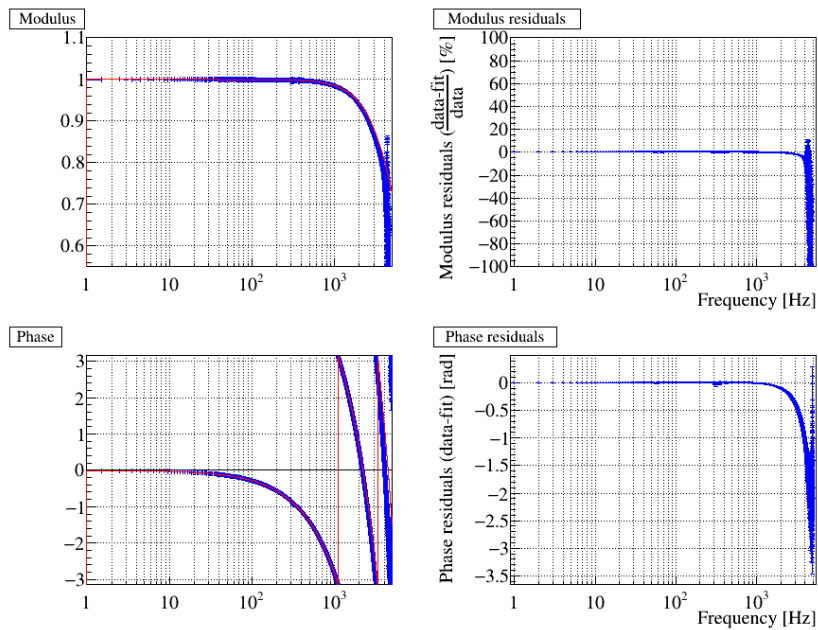 Modulus
1.1
1
0.9
0.8
0.7
0.6
1 10 10² 10³
Modulus residuals
Modulus residuals (data-fit/data) [%]
100
80
60
40
20
0
−20
−40
−60
−80
−100
1 10 10² 10³
Frequency [Hz]
Phase
3
2
1
0
−1
−2
−3
1 10 10² 10³
Phase residuals
Phase residuals (data-fit) [rad]
0
−0.5
−1
−1.5
−2
−2.5
−3
−3.5
1 10 10² 10³
Frequency [Hz]